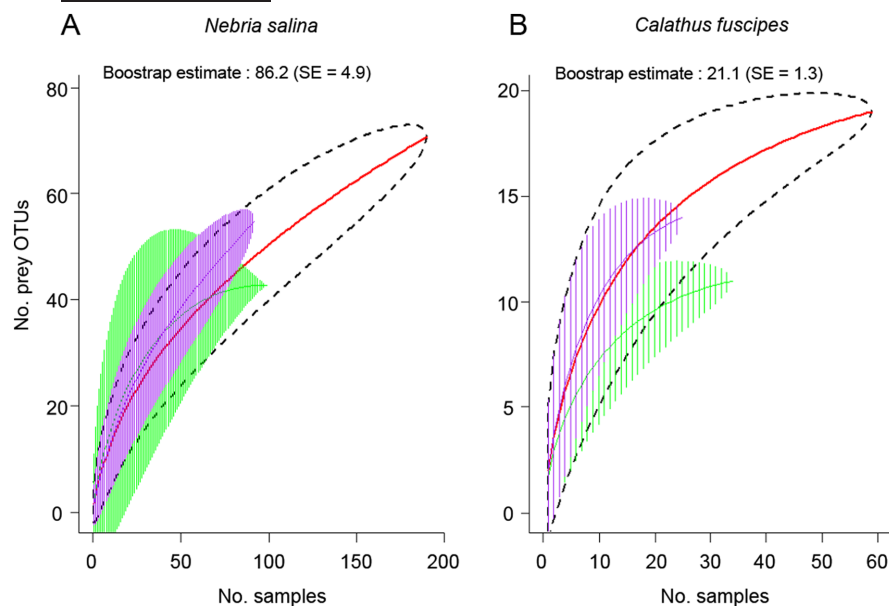 A
Nebria salina
Boostrap estimate : 86.2 (SE = 4.9)
No. prey OTUs
80
60
40
20
0
0 50 100 150 200
No. samples
B
Calathus fuscipes
Boostrap estimate : 21.1 (SE = 1.3)
20
15
10
5
0
0 10 20 30 40 50 60
No. samples